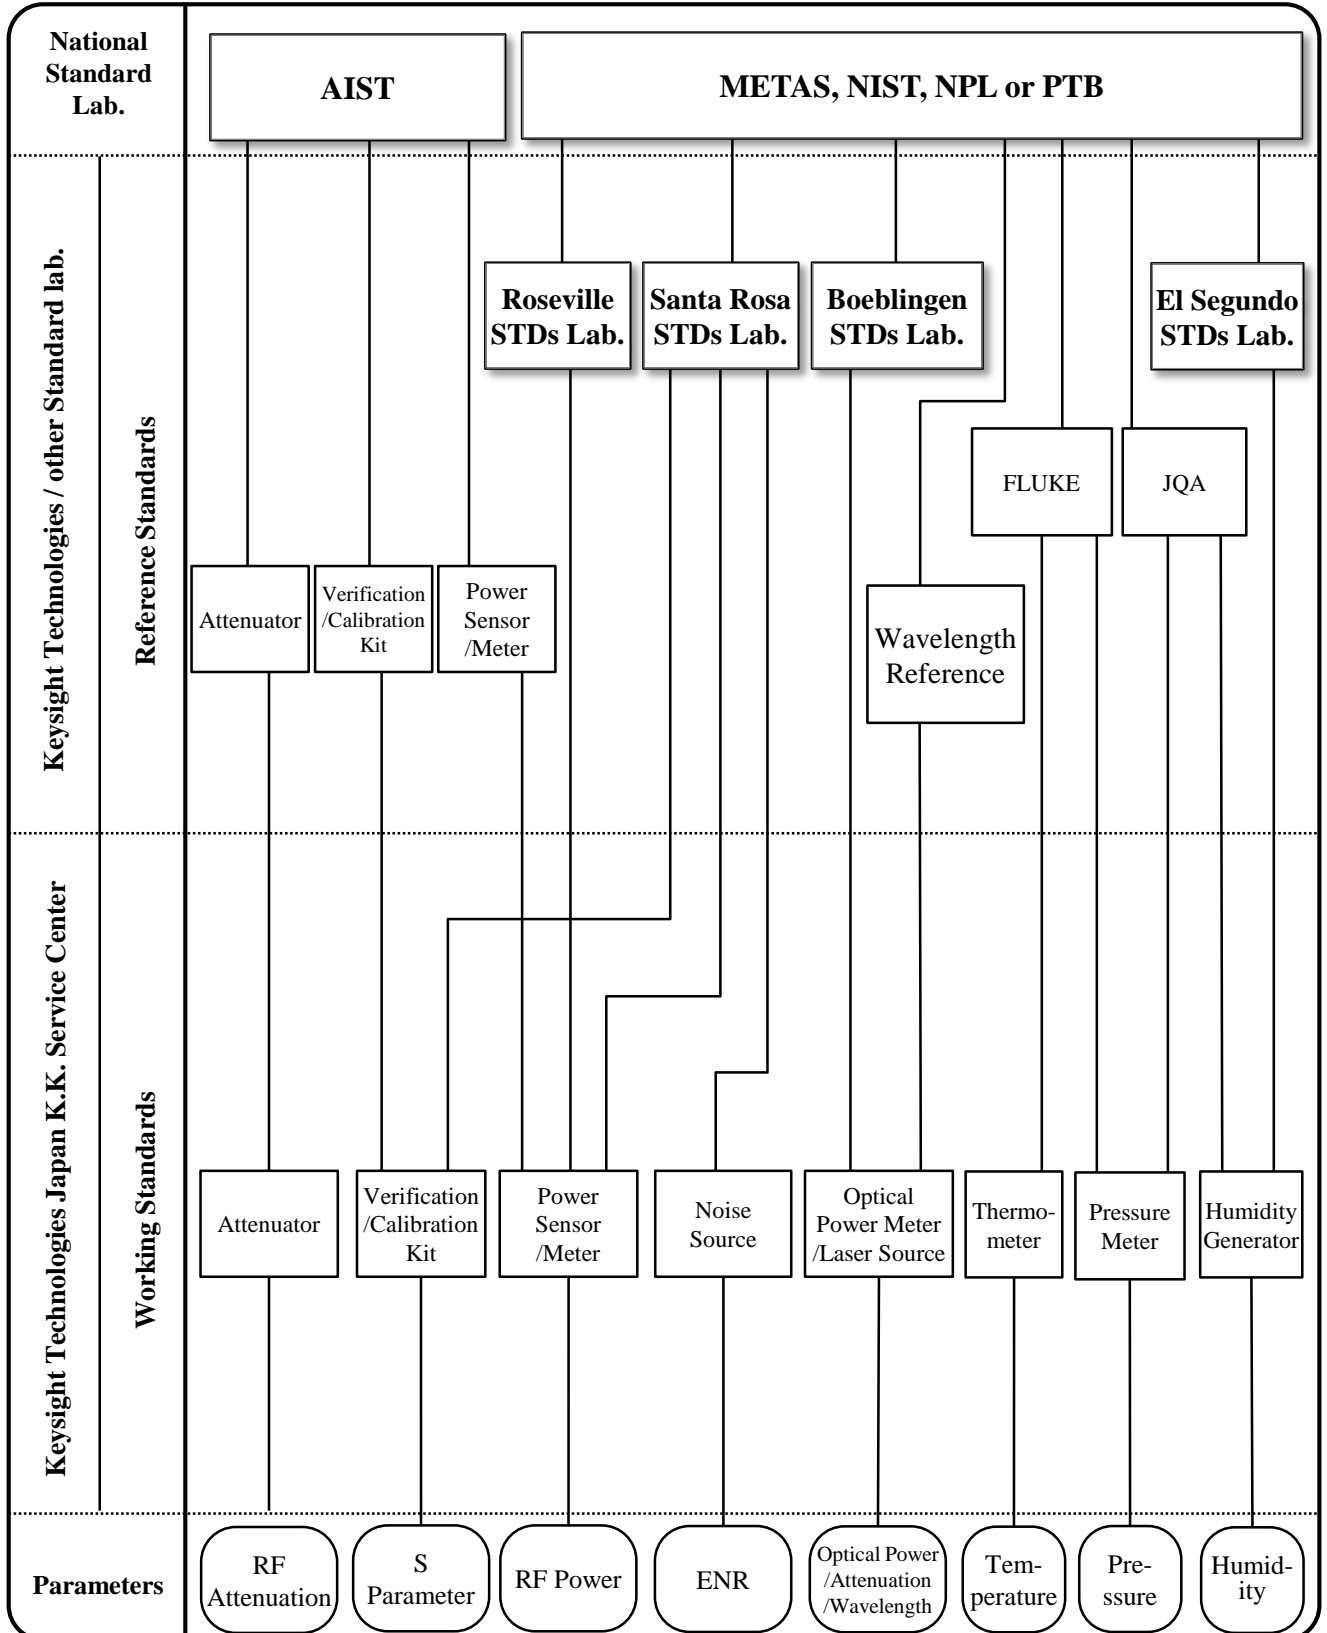 National
Standard
Lab.
AIST
METAS, NIST, NPL or PTB
Keysight Technologies / other Standard lab.
Reference Standards
Roseville
STDs Lab.
Santa Rosa
STDs Lab.
Boeblingen
STDs Lab.
El Segundo
STDs Lab.
FLUKE
JQA
Attenuator
Verification
/Calibration
Kit
Power
Sensor
/Meter
Wavelength
Reference
Keysight Technologies Japan K.K. Service Center
Working Standards
Attenuator
Verification
/Calibration
Kit
Power
Sensor
/Meter
Noise
Source
Optical
Power Meter
/Laser Source
Thermo-
meter
Pressure
Meter
Humidity
Generator
Parameters
RF
Attenuation
S
Parameter
RF Power
ENR
Optical Power
/Attenuation
/Wavelength
Tem-
perature
Pre-
ssure
Humid-
ity